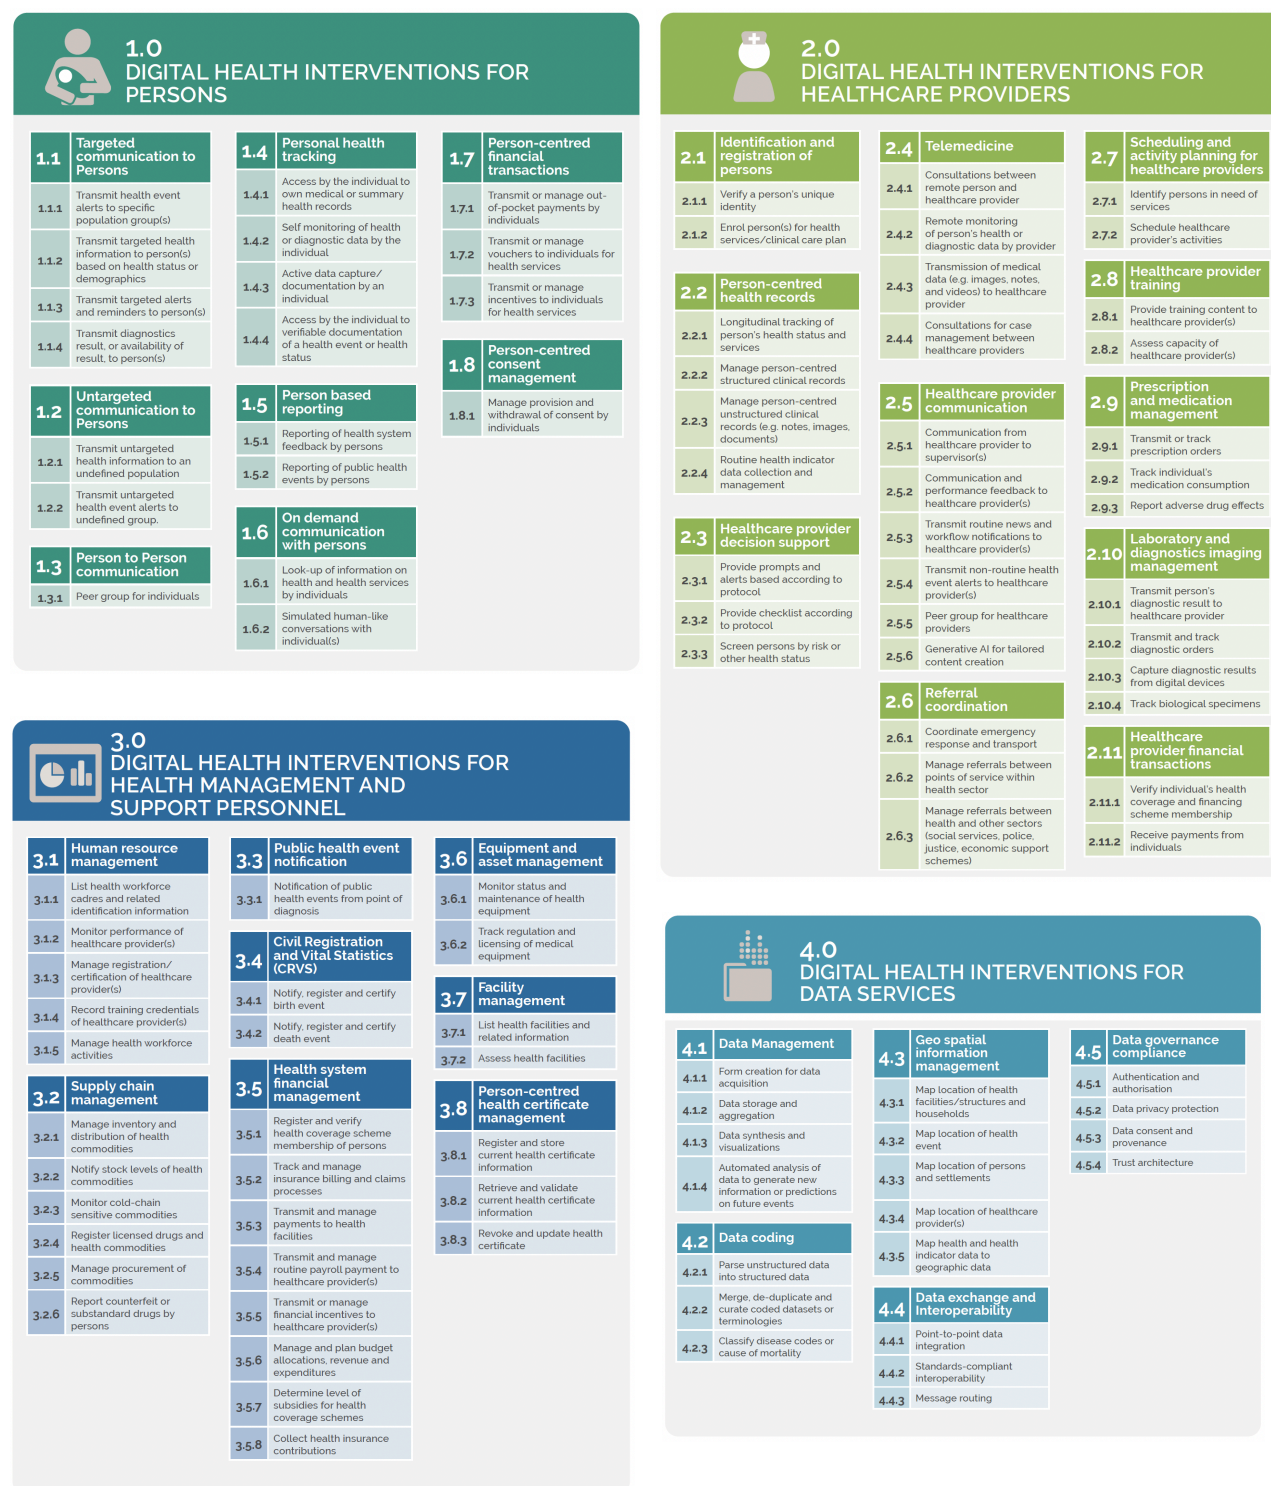 1.0
DIGITAL HEALTH INTERVENTIONS FOR
PERSONS
1.1
Targeted
communication to
Persons
1.1.1
Transmit health event
alerts to specific
population group(s)
1.1.2
Transmit targeted health
information to person(s)
based on health status or
demographics
1.1.3
Transmit targeted alerts
and reminders to person(s)
1.1.4
Transmit diagnostics
result, or availability of
result, to person(s)
1.2
Untargeted
communication to
Persons
1.2.1
Transmit untargeted
health information to an
undefined population
1.2.2
Transmit untargeted
health event alerts to
undefined group.
1.3
Person to Person
communication
1.3.1
Peer group for individuals
1.4
Personal health
tracking
1.4.1
Access by the individual to
own medical or summary
health records
1.4.2
Self monitoring of health
or diagnostic data by the
individual
1.4.3
Active data capture/
documentation by an
individual
1.4.4
Access by the individual to
verifiable documentation
of a health event or health
status
1.5
Person based
reporting
1.5.1
Reporting of health system
feedback by persons
1.5.2
Reporting of public health
events by persons
1.6
On demand
communication
with persons
1.6.1
Look-up of information on
health and health services
by individuals
1.6.2
Simulated human-like
conversations with
individual(s)
1.7
Person-centred
financial
transactions
1.7.1
Transmit or manage out-
of-pocket payments by
individuals
1.7.2
Transmit or manage
vouchers to individuals for
health services
1.7.3
Transmit or manage
incentives to individuals
for health services
1.8
Person-centred
consent
management
1.8.1
Manage provision and
withdrawal of consent by
individuals
2.0
DIGITAL HEALTH INTERVENTIONS FOR
HEALTHCARE PROVIDERS
2.1
Identification and
registration of
persons
2.1.1
Verify a person's unique
identity
2.1.2
Enrol person(s) for health
services/clinical care plan
2.2
Person-centred
health records
2.2.1
Longitudinal tracking of
person's health status and
services
2.2.2
Manage person-centred
structured clinical records
2.2.3
Manage person-centred
unstructured clinical
records (e.g. notes, images,
documents)
2.2.4
Routine health indicator
data collection and
management
2.3
Healthcare provider
decision support
2.3.1
Provide prompts and
alerts based according to
protocol
2.3.2
Provide checklist according
to protocol
2.3.3
Screen persons by risk or
other health status
2.4
Telemedicine
2.4.1
Consultations between
remote person and
healthcare provider
2.4.2
Remote monitoring
of person's health or
diagnostic data by provider
2.4.3
Transmission of medical
data (e.g. images, notes,
and videos) to healthcare
provider
2.4.4
Consultations for case
management between
healthcare providers
2.5
Healthcare provider
communication
2.5.1
Communication from
healthcare provider to
supervisor(s)
2.5.2
Communication and
performance feedback to
healthcare provider(s)
2.5.3
Transmit routine news and
workflow notifications to
healthcare provider(s)
2.5.4
Transmit non-routine health
event alerts to healthcare
provider(s)
2.5.5
Peer group for healthcare
providers
2.5.6
Generative AI for tailored
content creation
2.6
Referral
coordination
2.6.1
Coordinate emergency
response and transport
2.6.2
Manage referrals between
points of service within
health sector
2.6.3
Manage referrals between
health and other sectors
(social services, police,
justice, economic support
schemes)
2.7
Scheduling and
activity planning for
healthcare providers
2.7.1
Identify persons in need of
services
2.7.2
Schedule healthcare
provider's activities
2.8
Healthcare provider
training
2.8.1
Provide training content to
healthcare provider(s)
2.8.2
Assess capacity of
healthcare provider(s)
2.9
Prescription
and medication
management
2.9.1
Transmit or track
prescription orders
2.9.2
Track individual's
medication consumption
2.9.3
Report adverse drug effects
2.10
Laboratory and
diagnostics imaging
management
2.10.1
Transmit person's
diagnostic result to
healthcare provider
2.10.2
Transmit and track
diagnostic orders
2.10.3
Capture diagnostic results
from digital devices
2.10.4
Track biological specimens
2.11
Healthcare
provider financial
transactions
2.11.1
Verify individual's health
coverage and financing
scheme membership
2.11.2
Receive payments from
individuals
3.0
DIGITAL HEALTH INTERVENTIONS FOR
HEALTH MANAGEMENT AND
SUPPORT PERSONNEL
3.1
Human resource
management
3.1.1
List health workforce
cadres and related
identification information
3.1.2
Monitor performance of
healthcare provider(s)
3.1.3
Manage registration/
certification of healthcare
provider(s)
3.1.4
Record training credentials
of healthcare provider(s)
3.1.5
Manage health workforce
activities
3.2
Supply chain
management
3.2.1
Manage inventory and
distribution of health
commodities
3.2.2
Notify stock levels of health
commodities
3.2.3
Monitor cold-chain
sensitive commodities
3.2.4
Register licensed drugs and
health commodities
3.2.5
Manage procurement of
commodities
3.2.6
Report counterfeit or
substandard drugs by
persons
3.3
Public health event
notification
3.3.1
Notification of public
health events from point of
diagnosis
3.4
Civil Registration
and Vital Statistics
(CRVS)
3.4.1
Notify, register and certify
birth event
3.4.2
Notify, register and certify
death event
3.5
Health system
financial
management
3.5.1
Register and verify
health coverage scheme
membership of persons
3.5.2
Track and manage
insurance billing and claims
processes
3.5.3
Transmit and manage
payments to health
facilities
3.5.4
Transmit and manage
routine payroll payment to
healthcare provider(s)
3.5.5
Transmit or manage
financial incentives to
healthcare provider(s)
3.5.6
Manage and plan budget
allocations, revenue and
expenditures
3.5.7
Determine level of
subsidies for health
coverage schemes
3.5.8
Collect health insurance
contributions
3.6
Equipment and
asset management
3.6.1
Monitor status and
maintenance of health
equipment
3.6.2
Track regulation and
licensing of medical
equipment
3.7
Facility
management
3.7.1
List health facilities and
related information
3.7.2
Assess health facilities
3.8
Person-centred
health certificate
management
3.8.1
Register and store
current health certificate
information
3.8.2
Retrieve and validate
current health certificate
information
3.8.3
Revoke and update health
certificate
4.0
DIGITAL HEALTH INTERVENTIONS FOR
DATA SERVICES
4.1
Data Management
4.1.1
Form creation for data
acquisition
4.1.2
Data storage and
aggregation
4.1.3
Data synthesis and
visualizations
4.1.4
Automated analysis of
data to generate new
information or predictions
on future events
4.2
Data coding
4.2.1
Parse unstructured data
into structured data
4.2.2
Merge, de-duplicate and
curate coded datasets or
terminologies
4.2.3
Classify disease codes or
cause of mortality
4.3
Geo spatial
information
management
4.3.1
Map location of health
facilities/structures and
households
4.3.2
Map location of health
event
4.3.3
Map location of persons
and settlements
4.3.4
Map location of healthcare
provider(s)
4.3.5
Map health and health
indicator data to
geographic data
4.4
Data exchange and
Interoperability
4.4.1
Point-to-point data
integration
4.4.2
Standards-compliant
interoperability
4.4.3
Message routing
4.5
Data governance
compliance
4.5.1
Authentication and
authorisation
4.5.2
Data privacy protection
4.5.3
Data consent and
provenance
4.5.4
Trust architecture